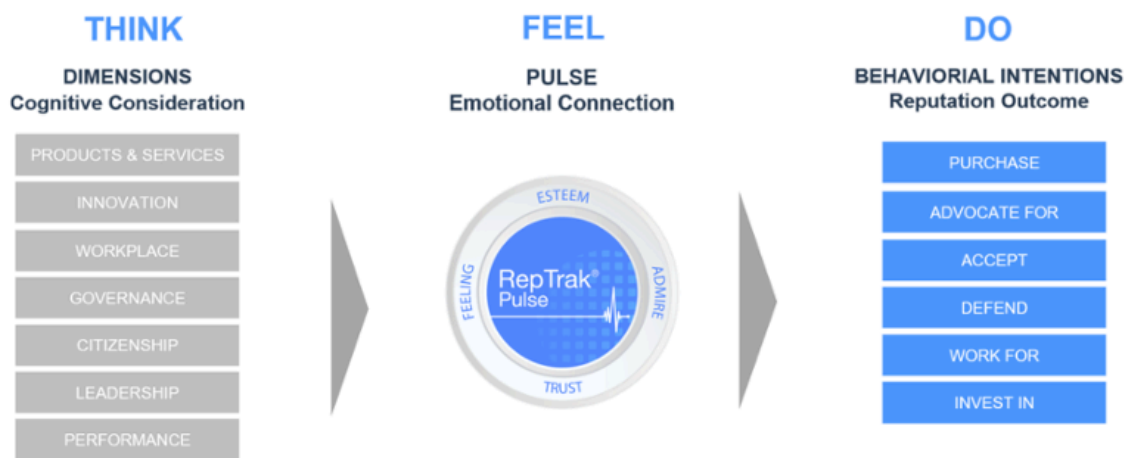 THINK
DIMENSIONS
Cognitive Consideration
PRODUCTS & SERVICES
INNOVATION
WORKPLACE
GOVERNANCE
CITIZENSHIP
LEADERSHIP
PERFORMANCE
FEEL
PULSE
Emotional Connection
ESTEEM
FEELING
RepTrak®
Pulse
ADMIRE
TRUST
DO
BEHAVIORIAL INTENTIONS
Reputation Outcome
PURCHASE
ADVOCATE FOR
ACCEPT
DEFEND
WORK FOR
INVEST IN